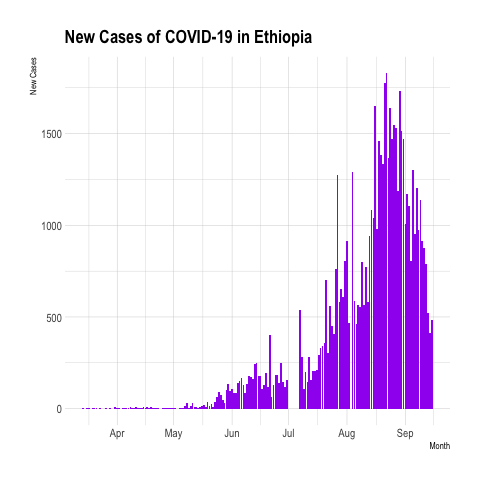 New Cases of COVID-19 in Ethiopia
New Cases
1500
1000
500
0
Apr May Jun Jul Aug Sep
Month